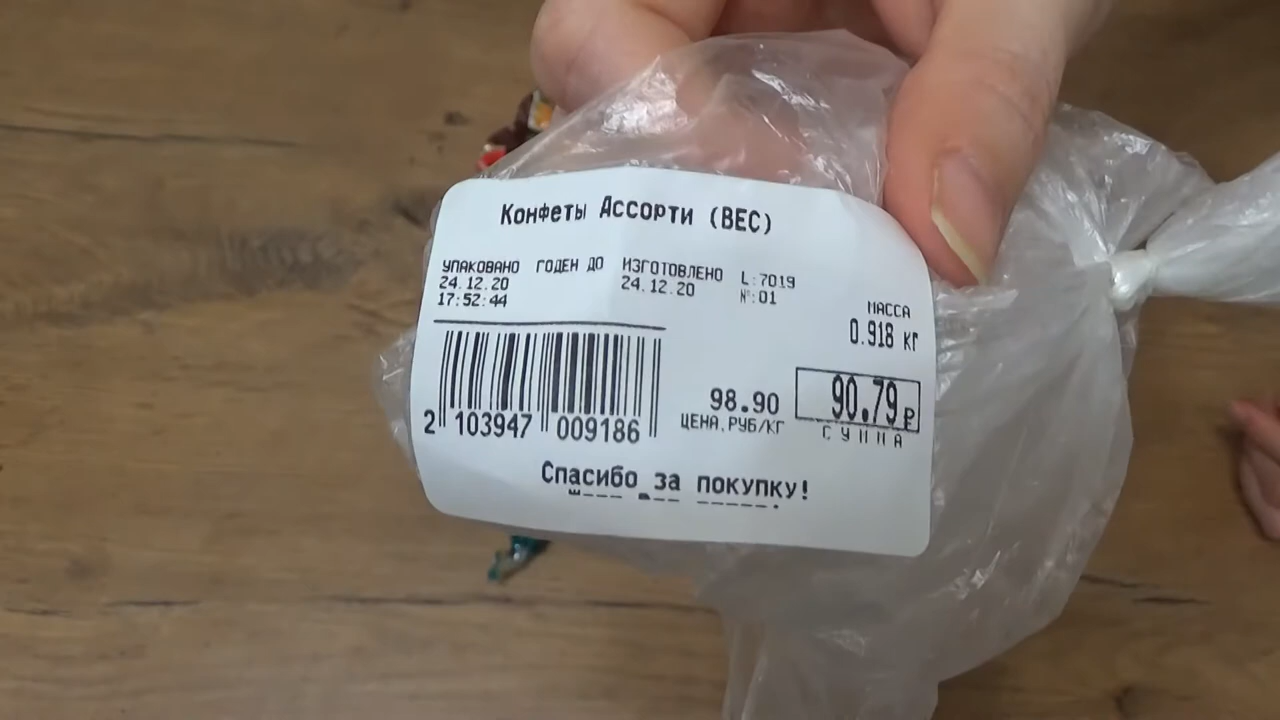 Конфеты Ассорти (ВЕС)
УПАКОВАНО ГОДЕН ДО ИЗГОТОВЛЕНО L:7019
24.12.20 24.12.20 №:01
17:52:44
МАССА
0.918 кг
98.90 90.79 ₽
ЦЕНА,РУБ/КГ СУММА
2 103947 009186
Спасибо за покупку!